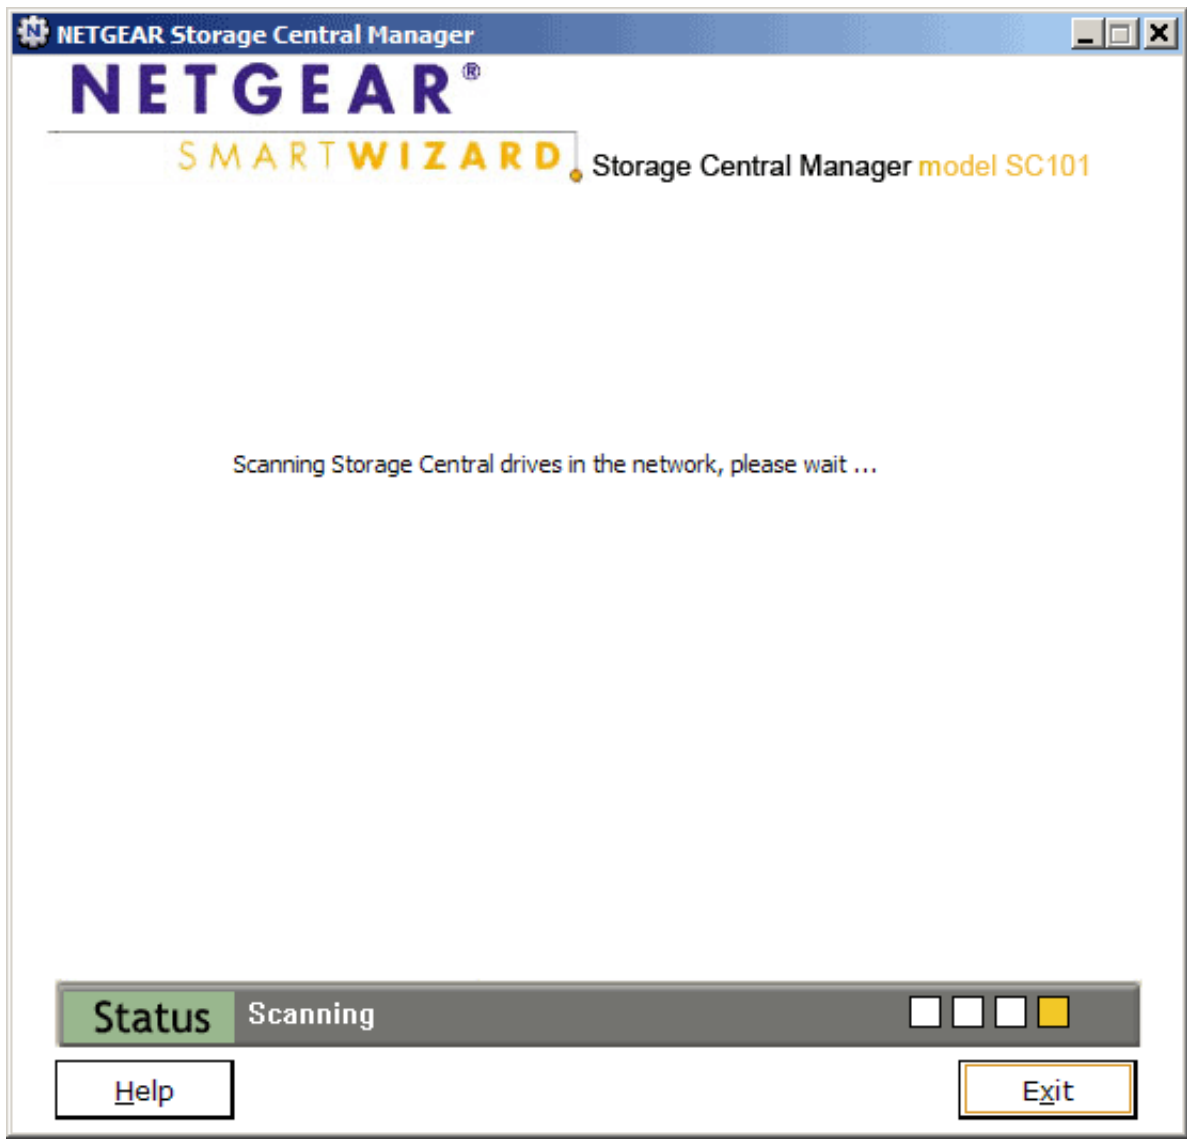 NETGEAR Storage Central Manager
NETGEAR®
SMARTWIZARD Storage Central Manager model SC101
Scanning Storage Central drives in the network, please wait ...
Status Scanning
Help Exit